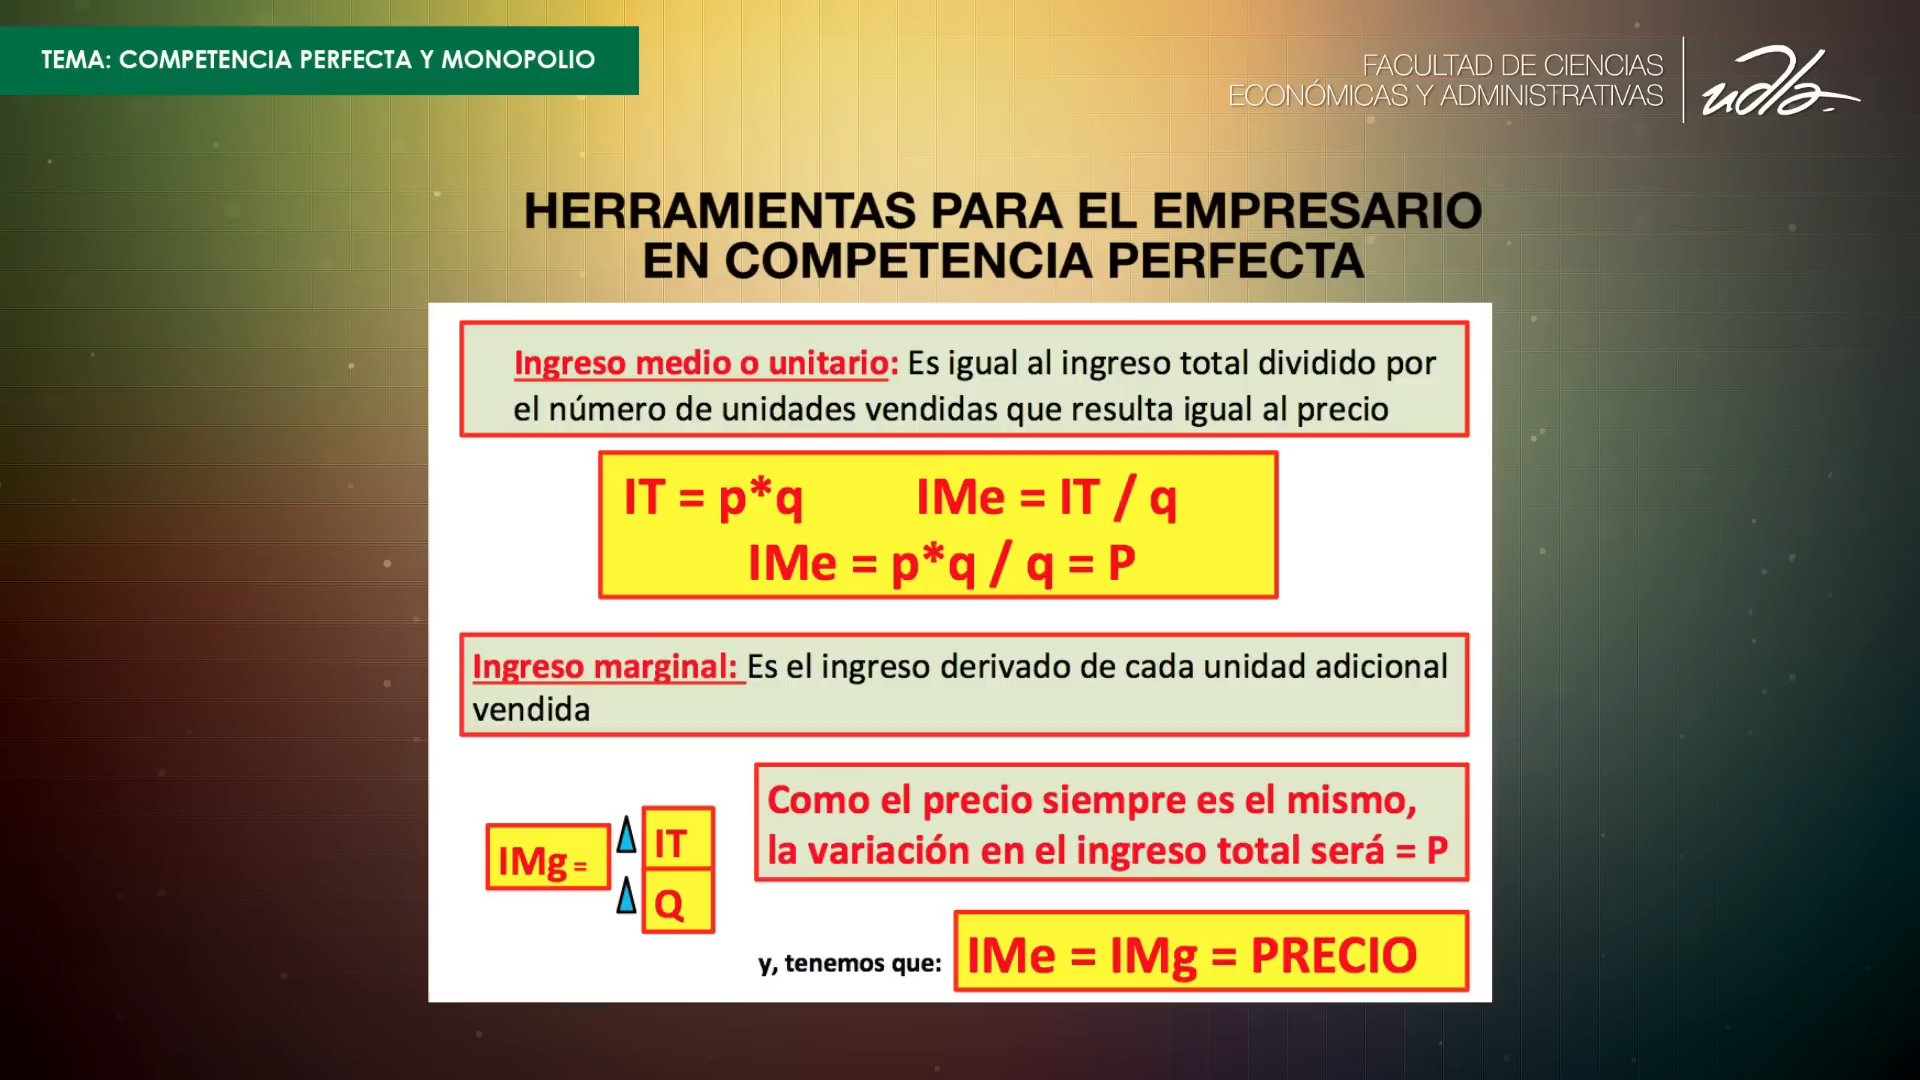 TEMA: COMPETENCIA PERFECTA Y MONOPOLIO
FACULTAD DE CIENCIAS
ECONÓMICAS Y ADMINISTRATIVAS
udla
HERRAMIENTAS PARA EL EMPRESARIO
EN COMPETENCIA PERFECTA
Ingreso medio o unitario: Es igual al ingreso total dividido por
el número de unidades vendidas que resulta igual al precio
IT = p*q IMe = IT / q
IMe = p*q / q = P
Ingreso marginal: Es el ingreso derivado de cada unidad adicional
vendida
Como el precio siempre es el mismo,
la variación en el ingreso total será = P
IMg =
IT
Q
y, tenemos que:
IMe = IMg = PRECIO